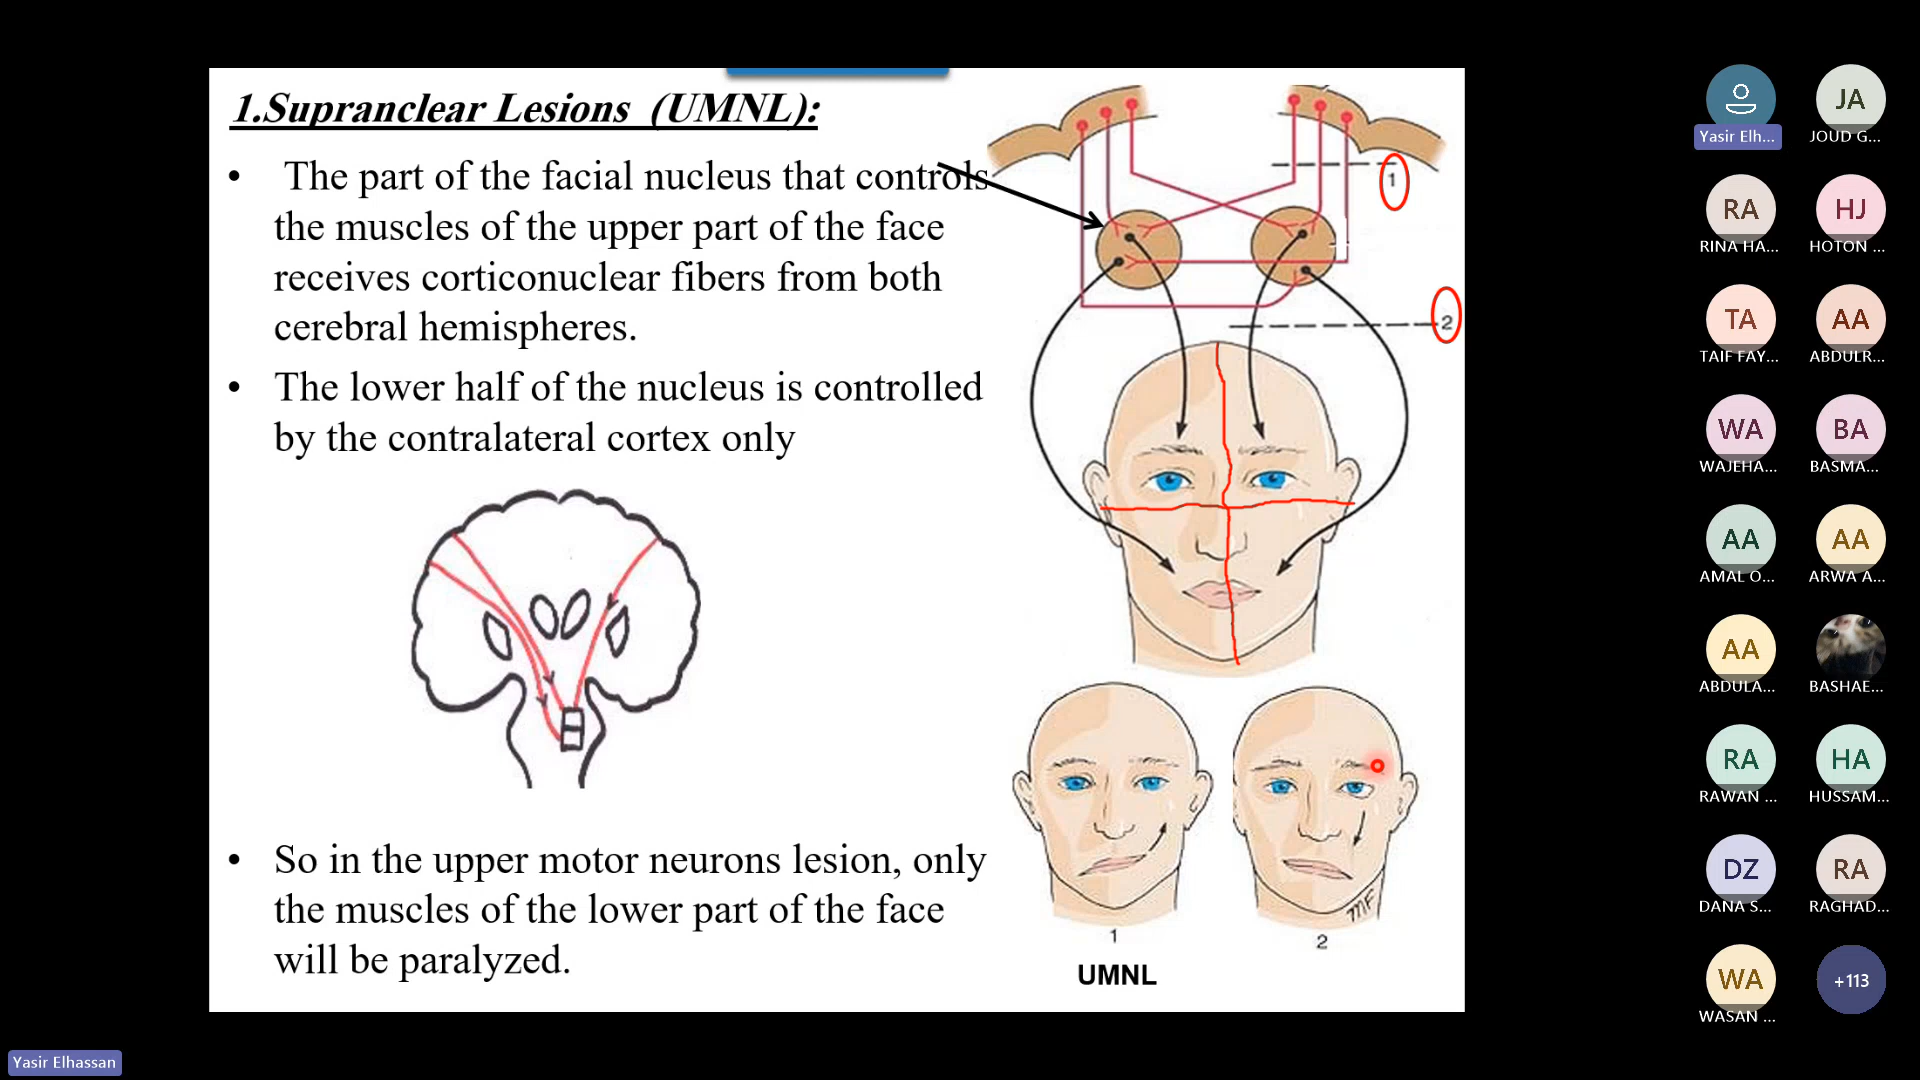 1.Supranclear Lesions (UMNL):
• The part of the facial nucleus that controls
the muscles of the upper part of the face
receives corticonuclear fibers from both
cerebral hemispheres.
• The lower half of the nucleus is controlled
by the contralateral cortex only
• So in the upper motor neurons lesion, only
the muscles of the lower part of the face
will be paralyzed.
1
2
MF
1
2
UMNL
Yasir Elh...
JOUD G...
JA
RA
HJ
RINA HA...
HOTON ...
TA
AA
TAIF FAY...
ABDULR...
WA
BA
WAJEHA...
BASMA...
AA
AA
AMAL O...
ARWA A...
AA
ABDULA...
BASHAE...
RA
HA
RAWAN ...
HUSSAM...
DZ
RA
DANA S...
RAGHAD...
WA
+113
WASAN ...
Yasir Elhassan